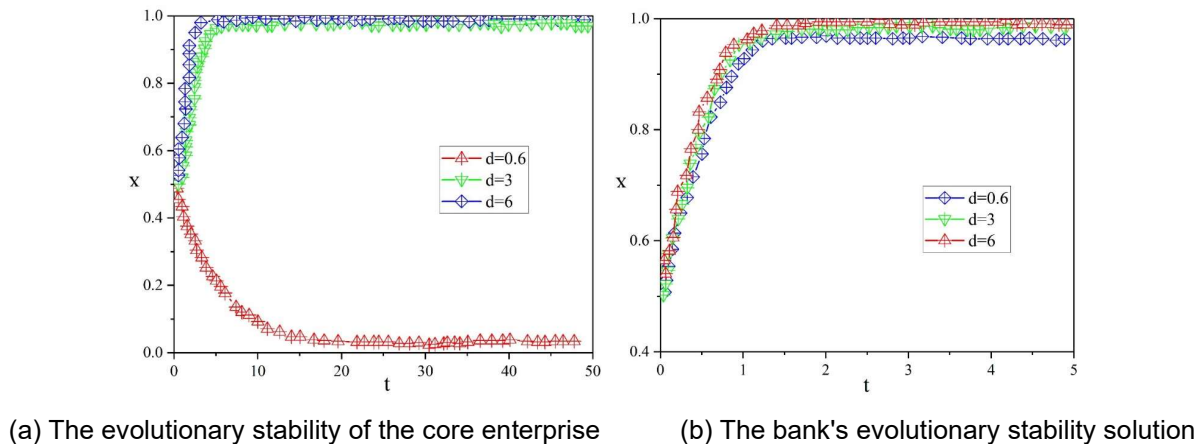 1.0
0.8
0.6
x
0.4
0.2
0.0
0 10 20 30 40 50
t
d=0.6
d=3
d=6
(a) The evolutionary stability of the core enterprise
1.0
0.8
x
0.6
0.4
0 1 2 3 4 5
t
d=0.6
d=3
d=6
(b) The bank's evolutionary stability solution